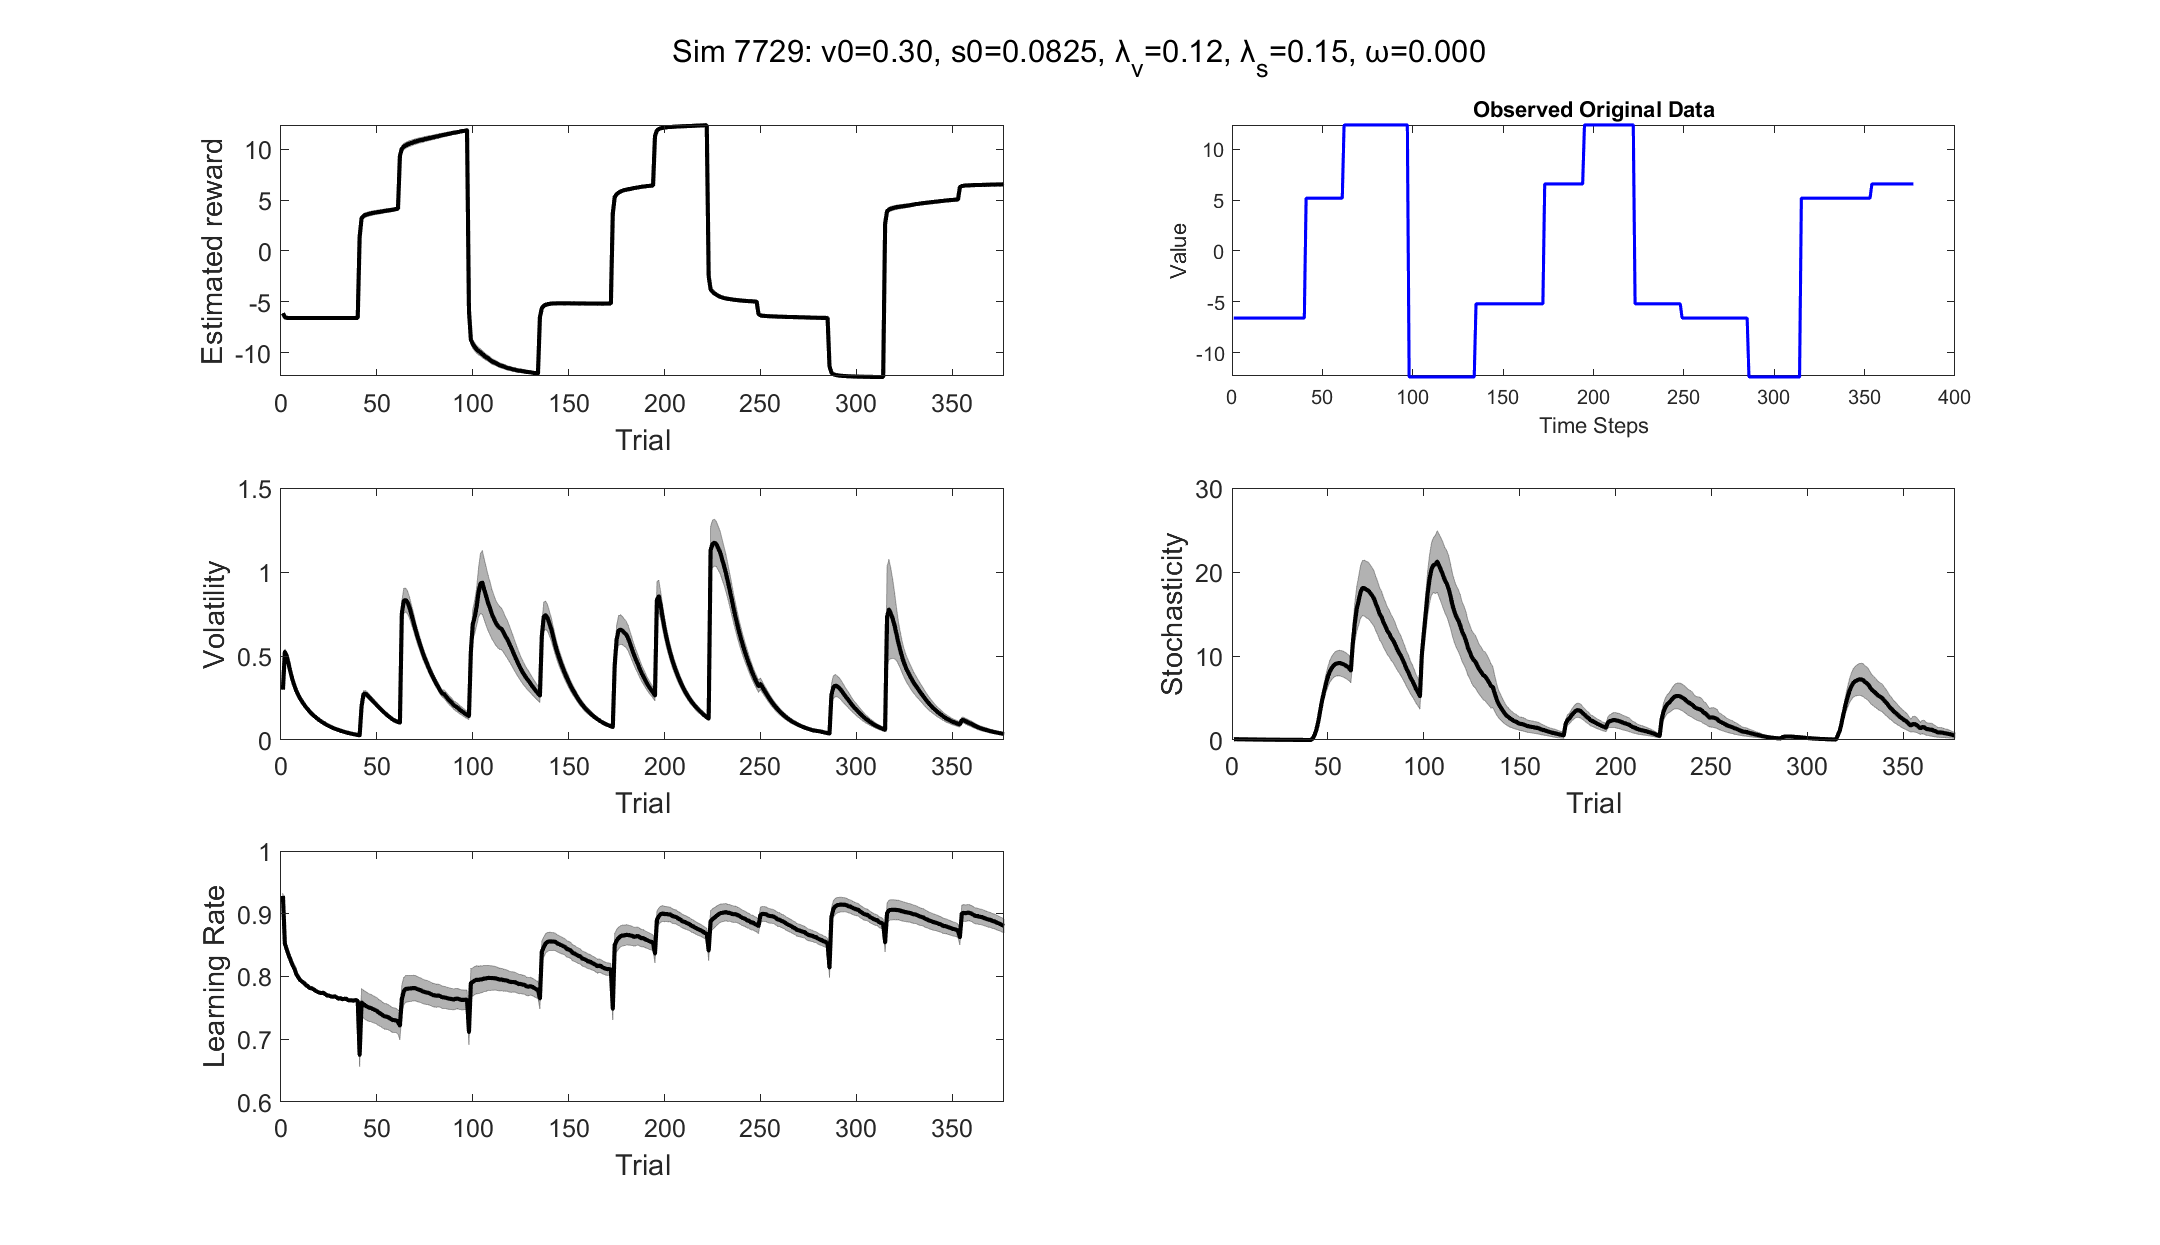 Sim 7729: v0=0.30, s0=0.0825, λ_v=0.12, λ_s=0.15, ω=0.000
Estimated reward
10
5
0
-5
-10
0 50 100 150 200 250 300 350
Trial
Observed Original Data
Value
10
5
0
-5
-10
0 50 100 150 200 250 300 350 400
Time Steps
Volatility
1.5
1
0.5
0
0 50 100 150 200 250 300 350
Trial
Stochasticity
30
20
10
0
0 50 100 150 200 250 300 350
Trial
Learning Rate
1
0.9
0.8
0.7
0.6
0 50 100 150 200 250 300 350
Trial